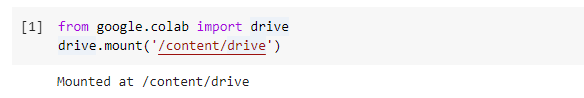 [1] from google.colab import drive
drive.mount('/content/drive')
Mounted at /content/drive